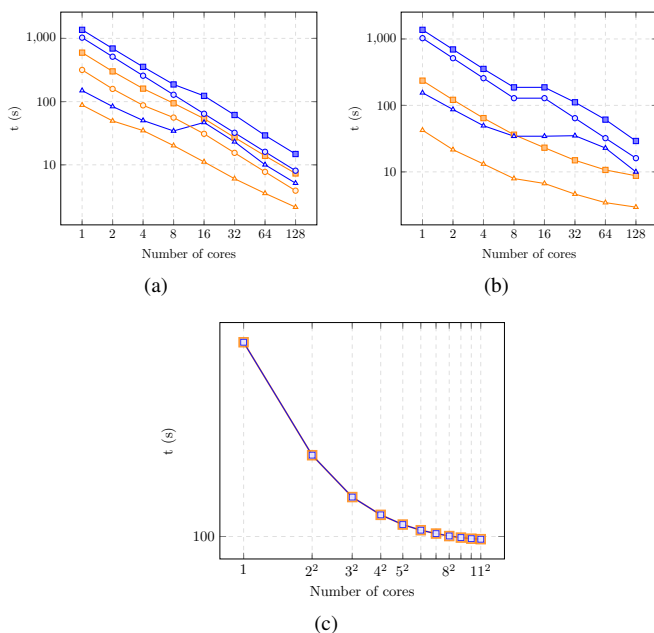 1,000
100
10
t (s)
1 2 4 8 16 32 64 128
Number of cores
(a)
1,000
100
10
t (s)
1 2 4 8 16 32 64 128
Number of cores
(b)
t (s)
100
1 2² 3² 4² 5² 8² 11²
Number of cores
(c)